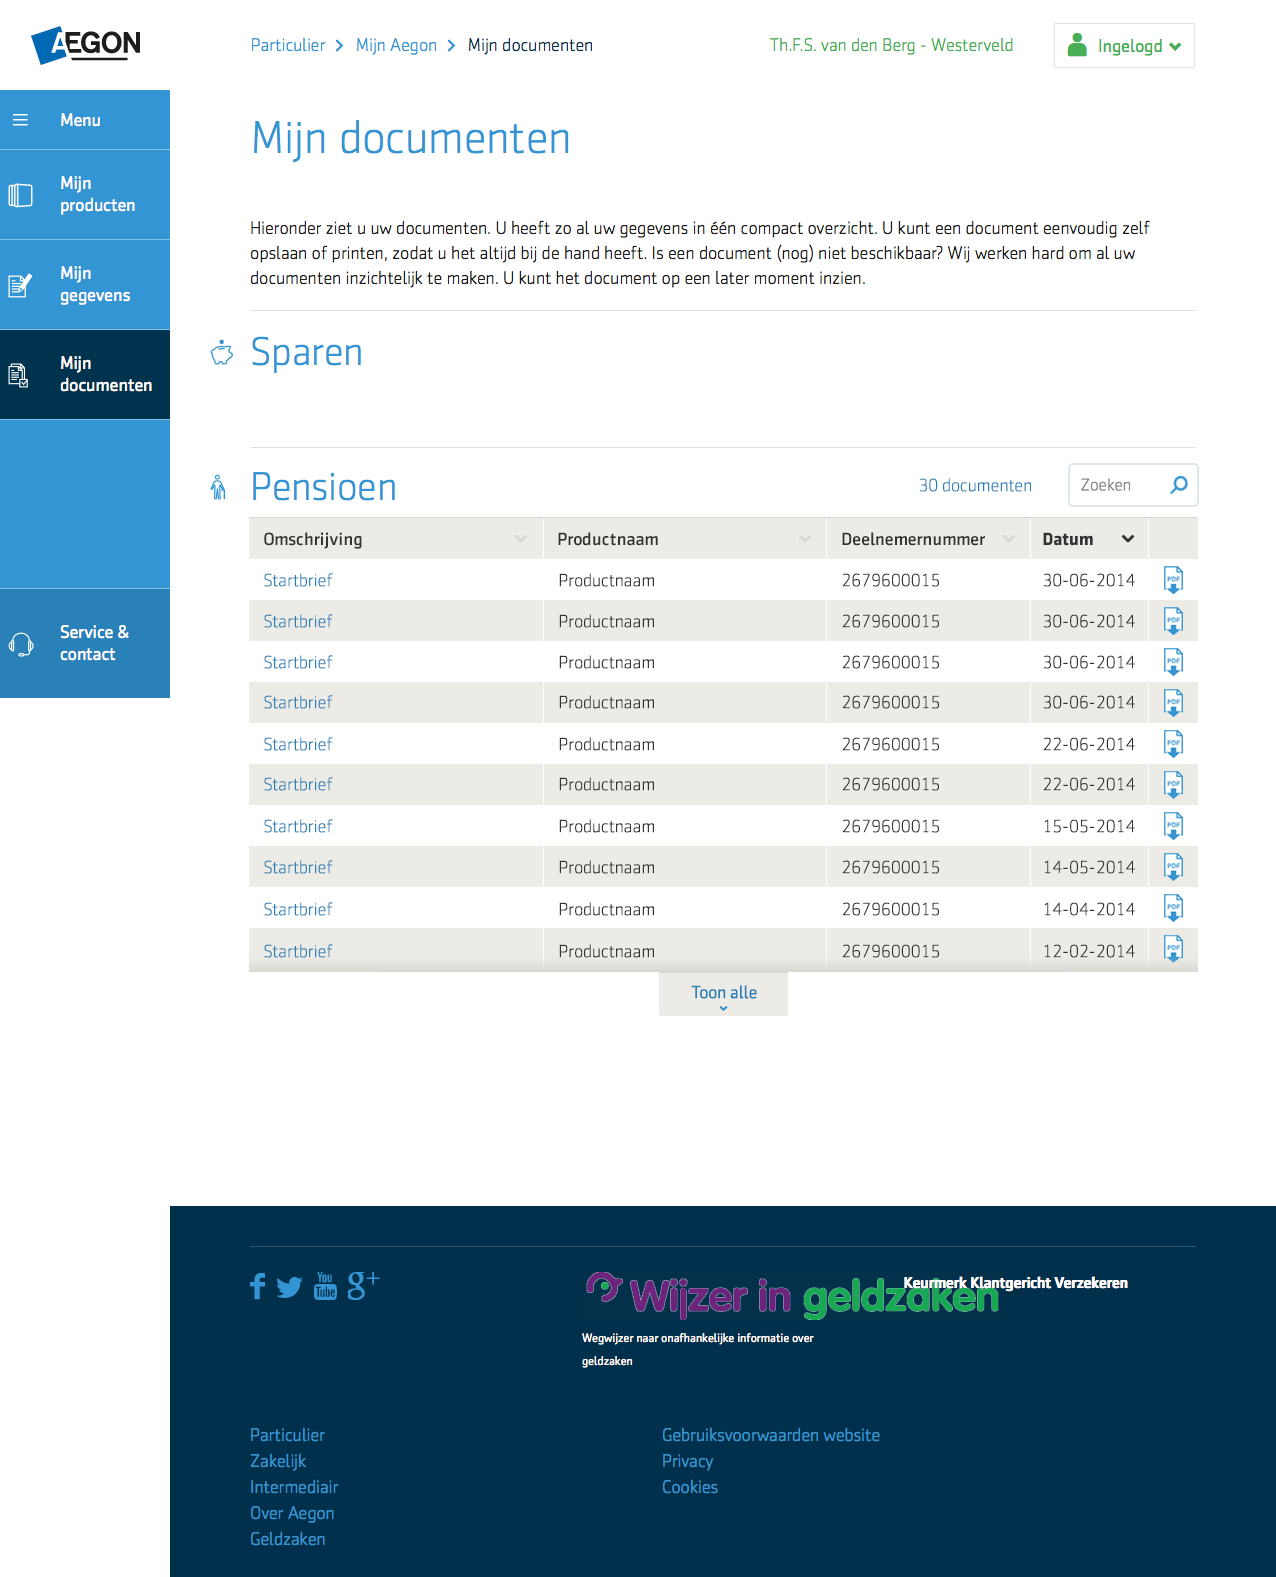 AEGON
Particulier > Mijn Aegon > Mijn documenten
Th.F.S. van den Berg - Westerveld
Ingelogd
Menu
Mijn
producten
Mijn
gegevens
Mijn
documenten
Service &
contact
Mijn documenten
Hieronder ziet u uw documenten. U heeft zo al uw gegevens in één compact overzicht. U kunt een document eenvoudig zelf
opslaan of printen, zodat u het altijd bij de hand heeft. Is een document (nog) niet beschikbaar? Wij werken hard om al uw
documenten inzichtelijk te maken. U kunt het document op een later moment inzien.
Sparen
Pensioen
30 documenten
Zoeken
Omschrijving Productnaam Deelnemernummer Datum
Startbrief Productnaam 2679600015 30-06-2014 PDF
Startbrief Productnaam 2679600015 30-06-2014 PDF
Startbrief Productnaam 2679600015 30-06-2014 PDF
Startbrief Productnaam 2679600015 30-06-2014 PDF
Startbrief Productnaam 2679600015 22-06-2014 PDF
Startbrief Productnaam 2679600015 22-06-2014 PDF
Startbrief Productnaam 2679600015 15-05-2014 PDF
Startbrief Productnaam 2679600015 14-05-2014 PDF
Startbrief Productnaam 2679600015 14-04-2014 PDF
Startbrief Productnaam 2679600015 12-02-2014 PDF
Toon alle
f You Tube g+
Wijzer in geldzaken
Keurmerk Klantgericht Verzekeren
Wegwijzer naar onafhankelijke informatie over
geldzaken
Particulier
Zakelijk
Intermediair
Over Aegon
Geldzaken
Gebruiksvoorwaarden website
Privacy
Cookies